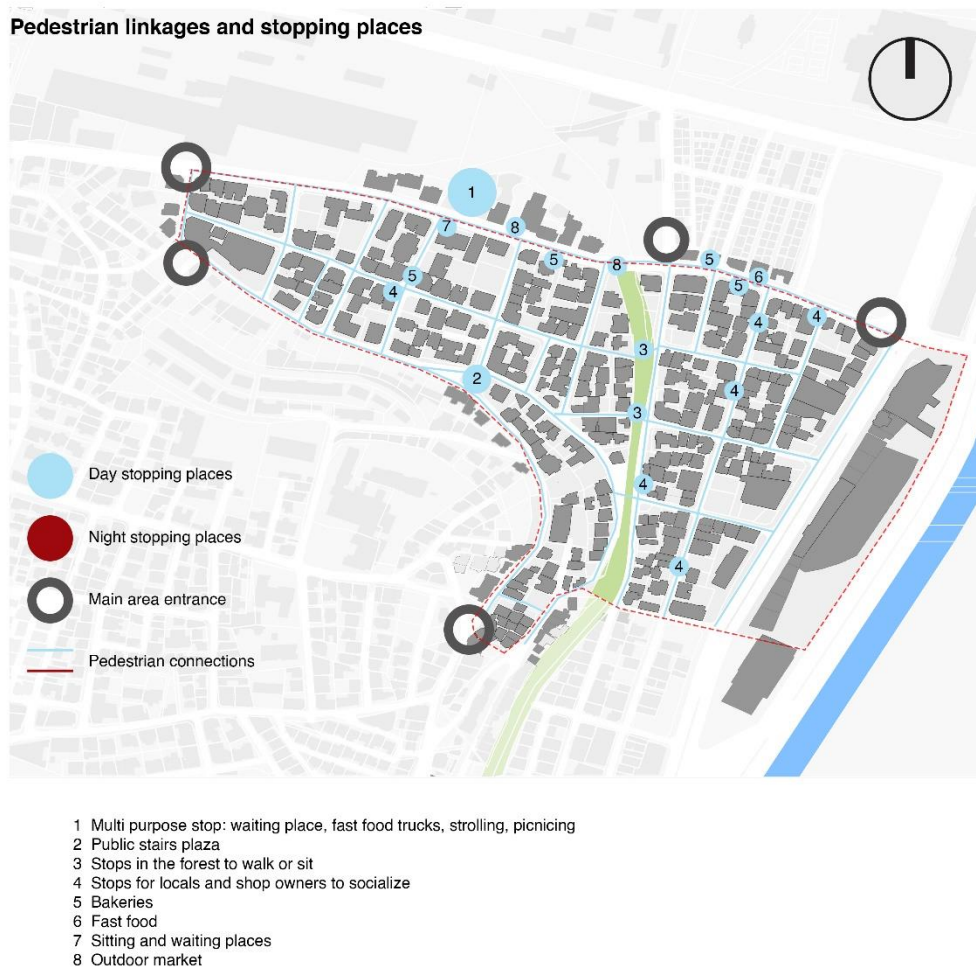 Pedestrian linkages and stopping places
1
7
8
5
8
5
6
5
5
4
4
4
3
2
4
3
4
4
Day stopping places
Night stopping places
Main area entrance
Pedestrian connections
1 Multi purpose stop: waiting place, fast food trucks, strolling, picnicing
2 Public stairs plaza
3 Stops in the forest to walk or sit
4 Stops for locals and shop owners to socialize
5 Bakeries
6 Fast food
7 Sitting and waiting places
8 Outdoor market